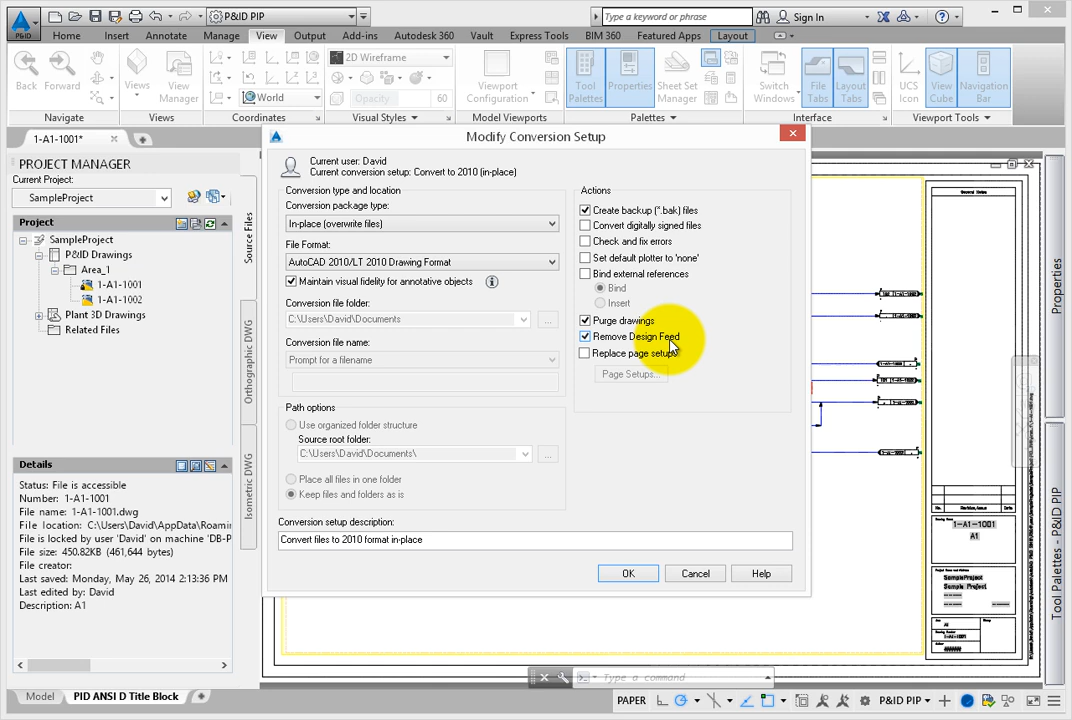 P&ID PIP
Type a keyword or phrase
Sign In
P&ID
Home Insert Annotate Manage View Output Add-ins Autodesk 360 Vault Express Tools BIM 360 Featured Apps Layout
Back Forward
Views View Manager
World
2D Wireframe
Opacity 60
Viewport Configuration
Tool Palettes
Properties
Sheet Set Manager
Switch Windows
File Tabs
Layout Tabs
UCS Icon
View Cube
Navigation Bar
Navigate Views Coordinates Visual Styles Model Viewports Palettes Interface Viewport Tools
1-A1-1001*
PROJECT MANAGER
Current Project:
SampleProject
Project
SampleProject
P&ID Drawings
Area_1
1-A1-1001
1-A1-1002
Plant 3D Drawings
Related Files
Source Files
Orthographic DWG
Isometric DWG
Details
Status: File is accessible
Number: 1-A1-1001
File name: 1-A1-1001.dwg
File location: C:\Users\David\AppData\Roamin
File is locked by user 'David' on machine 'DB-P
File size: 450.82KB (461,644 bytes)
File creator:
Last saved: Monday, May 26, 2014 2:13:36 PM
Last edited by: David
Description: A1
Modify Conversion Setup
Current user: David
Current conversion setup: Convert to 2010 (in-place)
Conversion type and location
Conversion package type:
In-place (overwrite files)
File Format:
AutoCAD 2010/LT 2010 Drawing Format
Maintain visual fidelity for annotative objects
Conversion file folder:
C:\Users\David\Documents
...
Conversion file name:
Prompt for a filename
Path options
Use organized folder structure
Source root folder:
C:\Users\David\Documents\
...
Place all files in one folder
Keep files and folders as is
Actions
Create backup (*.bak) files
Convert digitally signed files
Check and fix errors
Set default plotter to 'none'
Bind external references
Bind
Insert
Purge drawings
Remove Design Feed
Replace page setups
Page Setups...
Conversion setup description:
Convert files to 2010 format in-place
OK Cancel Help
General Notes
1-A1-1001
A1
SampleProject
Sample Project
A1
1-A1-1001
Properties
Tool Palettes - P&ID PIP
Type a command
Model PID ANSI D Title Block
PAPER
P&ID PIP